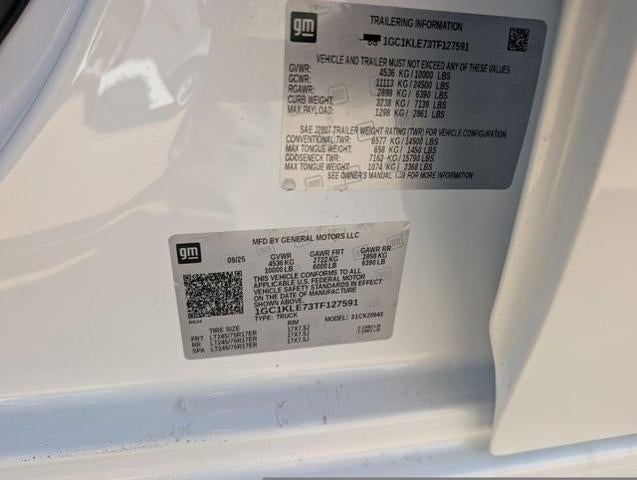 gm
TRAILERING INFORMATION
1GC1KLE73TF127591
VEHICLE AND TRAILER MUST NOT EXCEED ANY OF THESE VALUES
GVWR: 4536 KG/10000 LBS
GCWR: 11113 KG/24500 LBS
RGAWR: 2898 KG/ 6390 LBS
CURB WEIGHT: 3238 KG/ 7139 LBS
MAX PAYLOAD: 1298 KG/ 2861 LBS
SAE J2807 TRAILER WEIGHT RATING (TWR) FOR VEHICLE CONFIGURATION.
CONVENTIONAL TWR: 6577 KG/14500 LBS
MAX TONGUE WEIGHT: 658 KG/ 1450 LBS
GOOSENECK TWR: 7162 KG/15790 LBS
MAX TONGUE WEIGHT: 1074 KG/ 2368 LBS
SEE OWNER'S MANUAL FOR MORE INFORMATION
gm
MFD BY GENERAL MOTORS LLC
09/25 GVWR GAWR FRT GAWR RR
4536 KG 2722 KG 2898 KG
10000 LB 6000 LB 6390 LB
THIS VEHICLE CONFORMS TO ALL
APPLICABLE U.S. FEDERAL MOTOR
VEHICLE SAFETY STANDARDS IN EFFECT
ON THE DATE OF MANUFACTURE
SHOWN ABOVE.
1GC1KLE73TF127591
TYPE: TRUCK MODEL: 31CK20943
TIRE SIZE RIM
FRT LT245/75R17ER 17X7.5J
RR LT245/75R17ER 17X7.5J
SPA LT245/75R17ER 17X7.5J